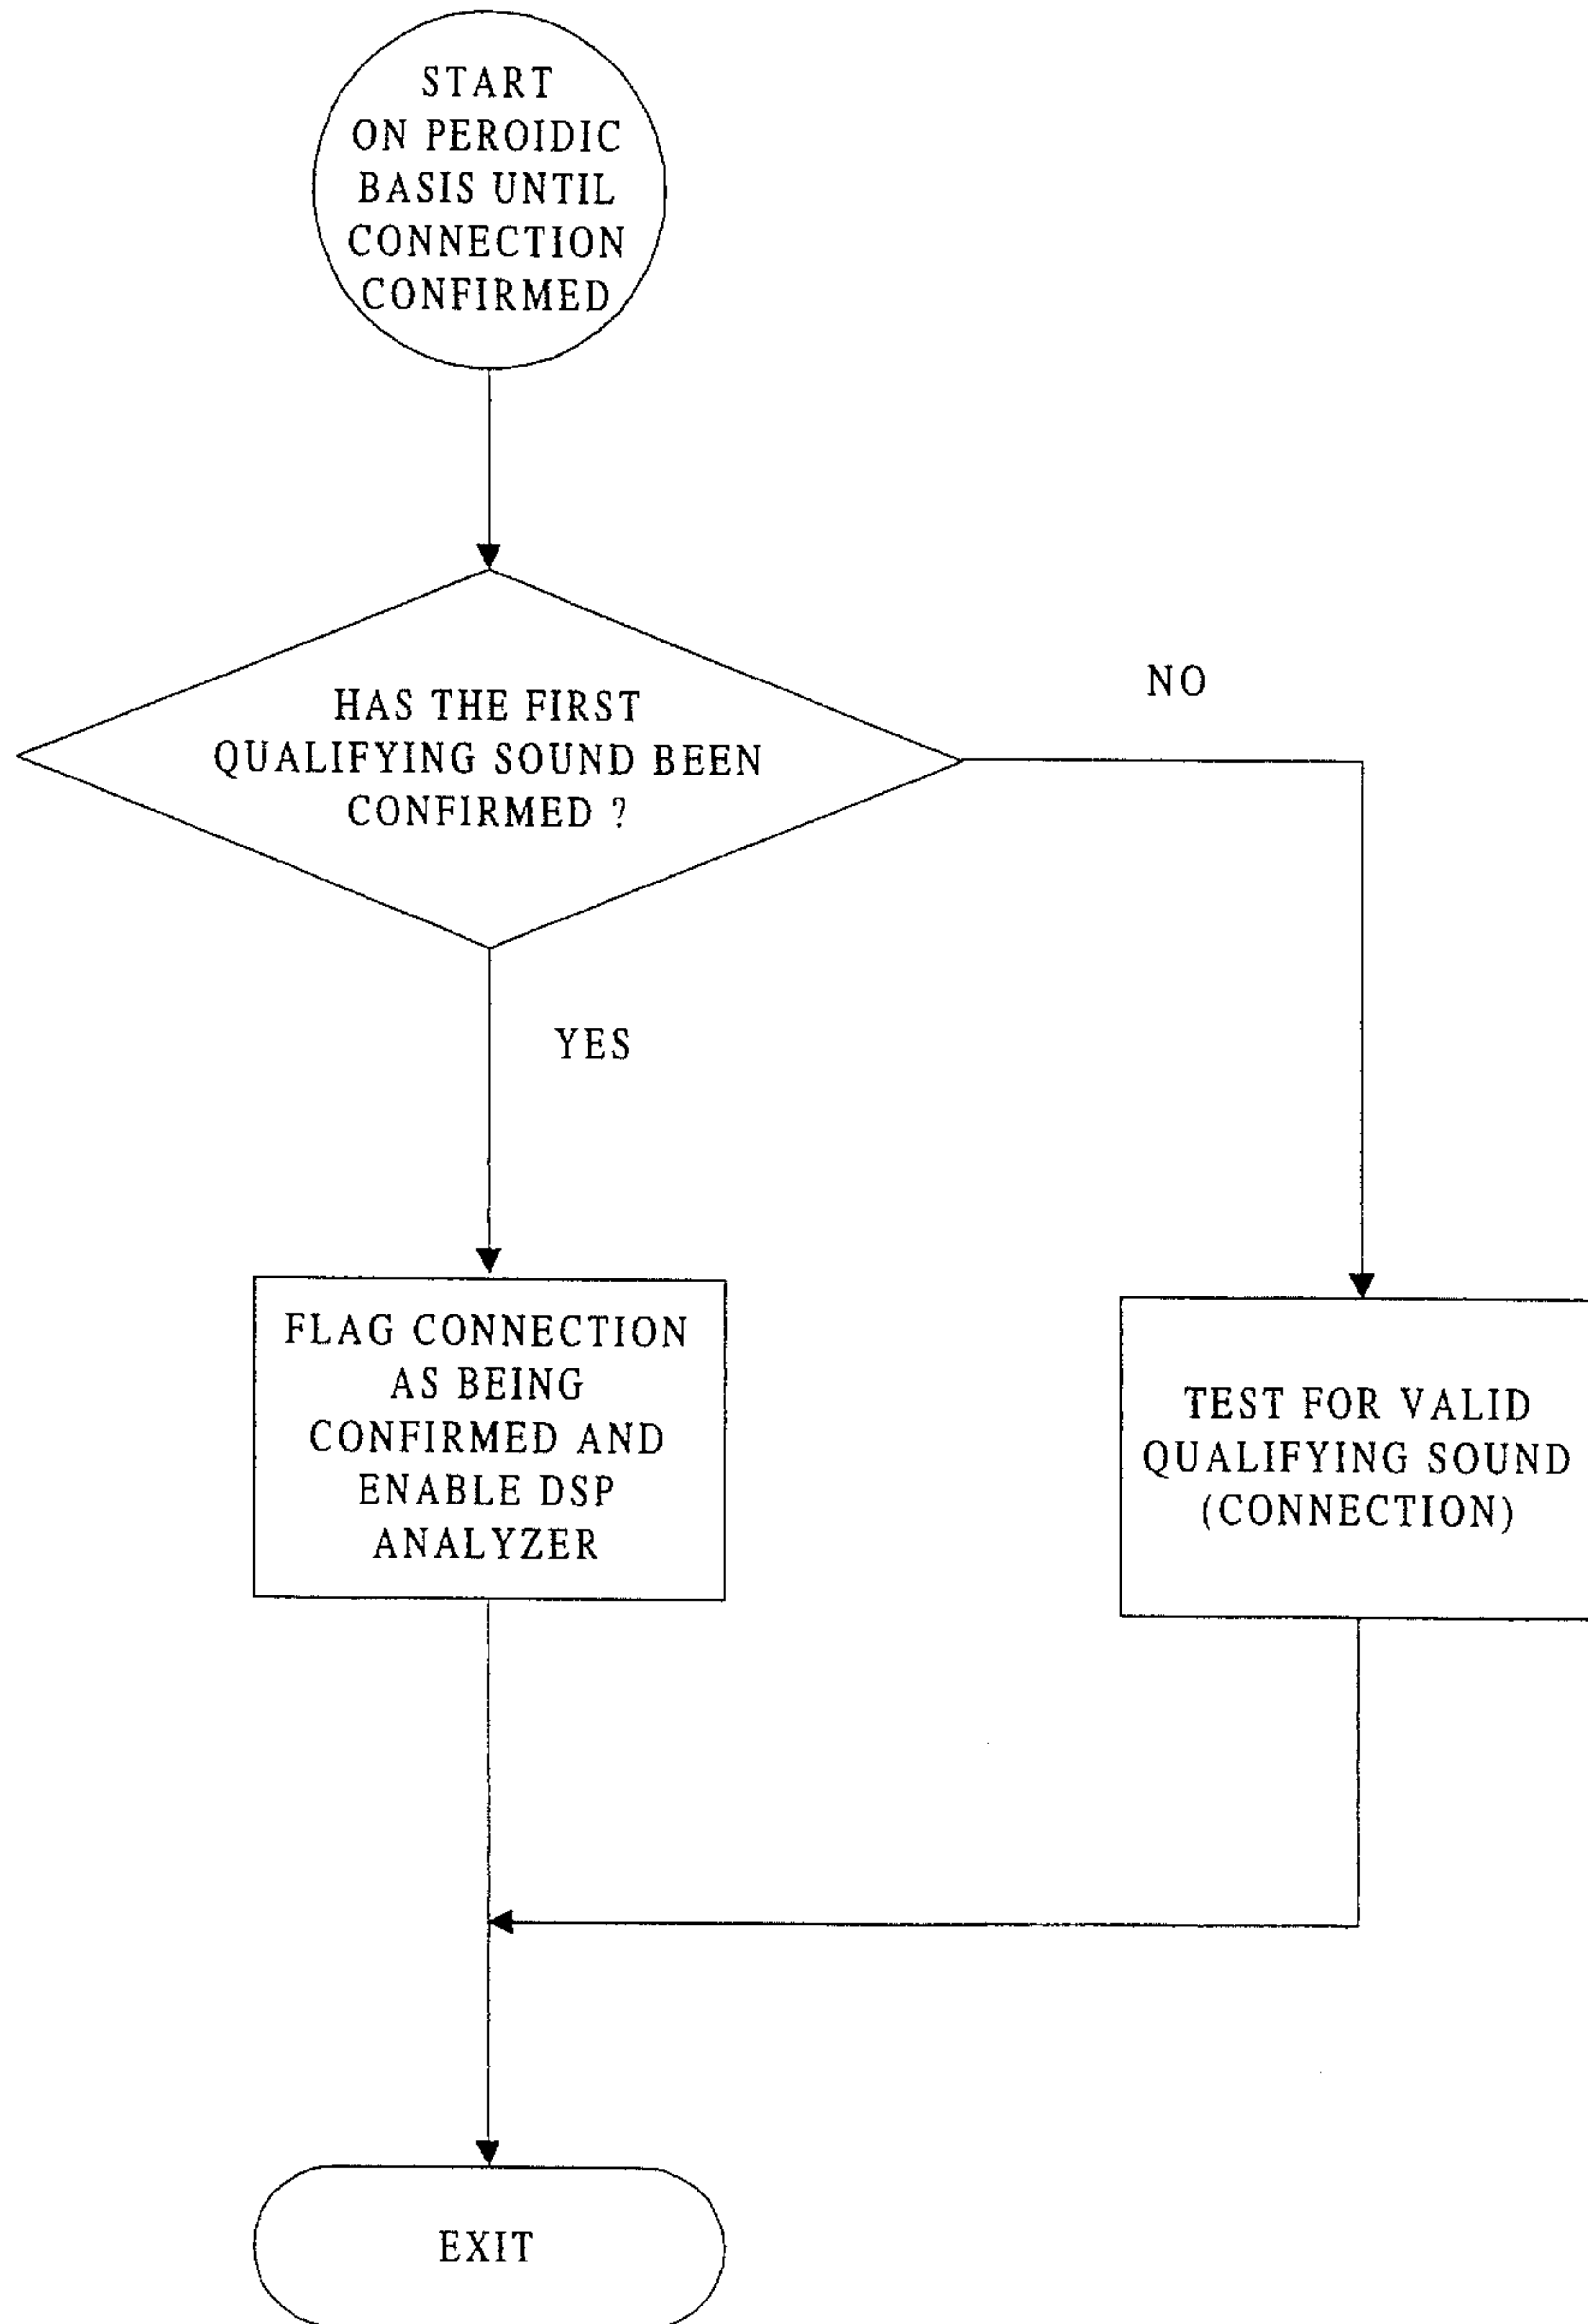 START
ON PEROIDIC
BASIS UNTIL
CONNECTION
CONFIRMED
HAS THE FIRST
QUALIFYING SOUND BEEN
CONFIRMED ?
NO
YES
FLAG CONNECTION
AS BEING
CONFIRMED AND
ENABLE DSP
ANALYZER
TEST FOR VALID
QUALIFYING SOUND
(CONNECTION)
EXIT